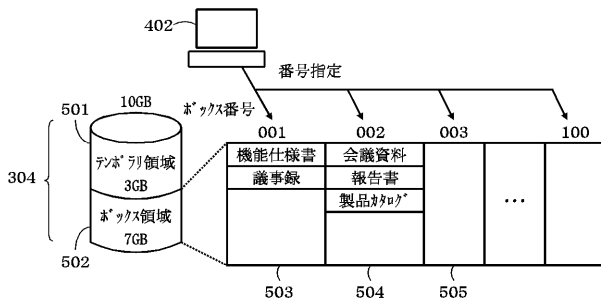 402
番号指定
501
10GB
ﾎﾞｯｸｽ番号
001
002
003
100
304
ﾃﾝﾎﾟﾗﾘ領域
3GB
機能仕様書
会議資料
議事録
報告書
製品ｶﾀﾛｸﾞ
…
ﾎﾞｯｸｽ領域
7GB
502
503
504
505